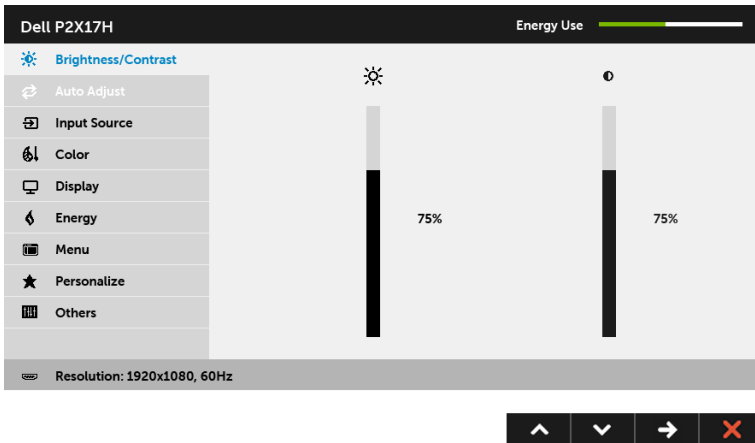 Dell P2X17H
Energy Use
Brightness/Contrast
Auto Adjust
Input Source
Color
Display
Energy
75%
75%
Menu
Personalize
Others
Resolution: 1920x1080, 60Hz